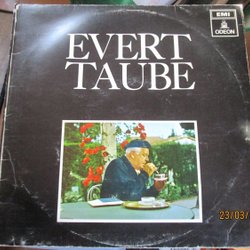 EVERT
TAUBE
EMI
ODEON
23/03/